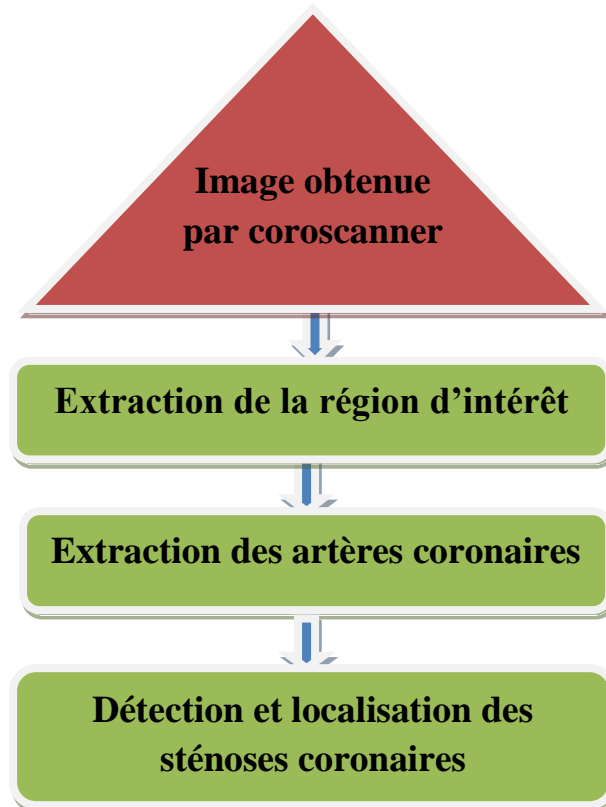 Image obtenue
par coroscanner
Extraction de la région d’intérêt
Extraction des artères coronaires
Détection et localisation des
sténoses coronaires